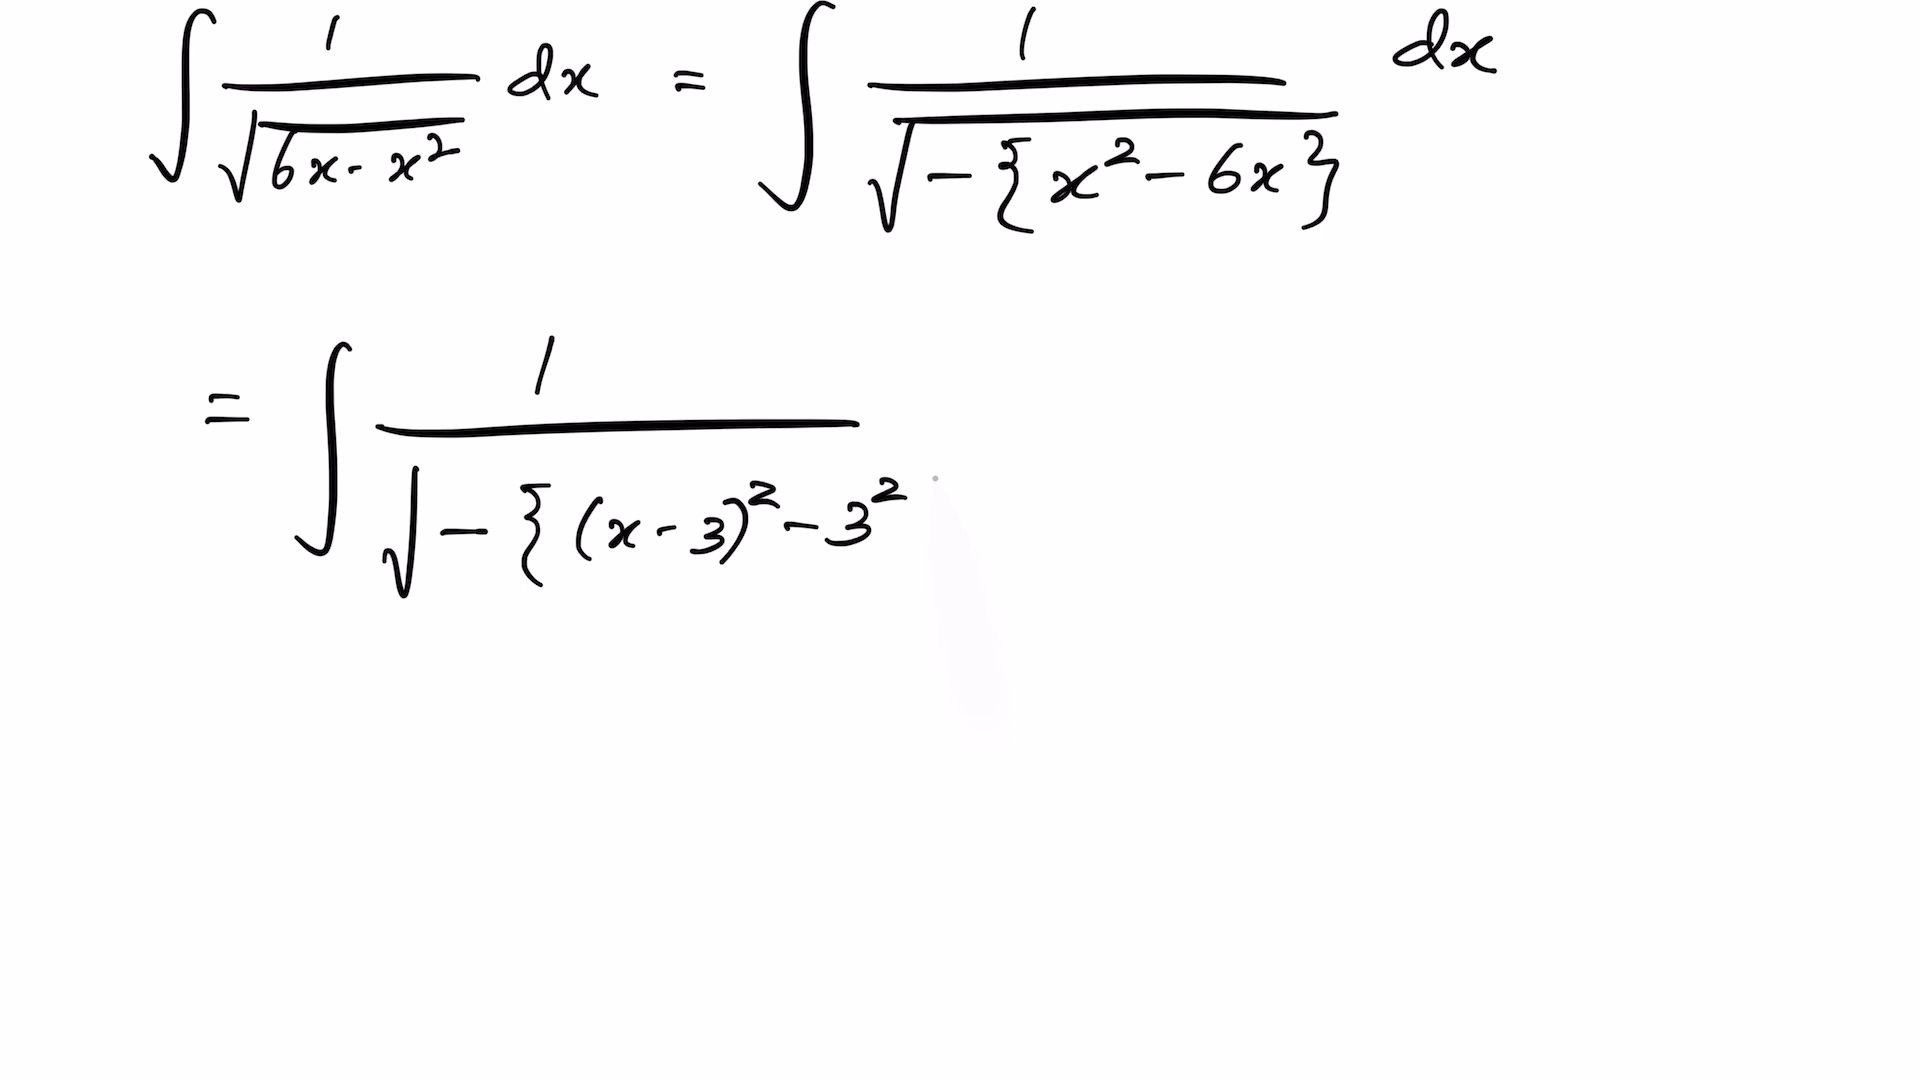 ∫ 1/√(6x - x²) dx = ∫ 1/√(-{x² - 6x}) dx
= ∫ 1/√(-{(x - 3)² - 3²